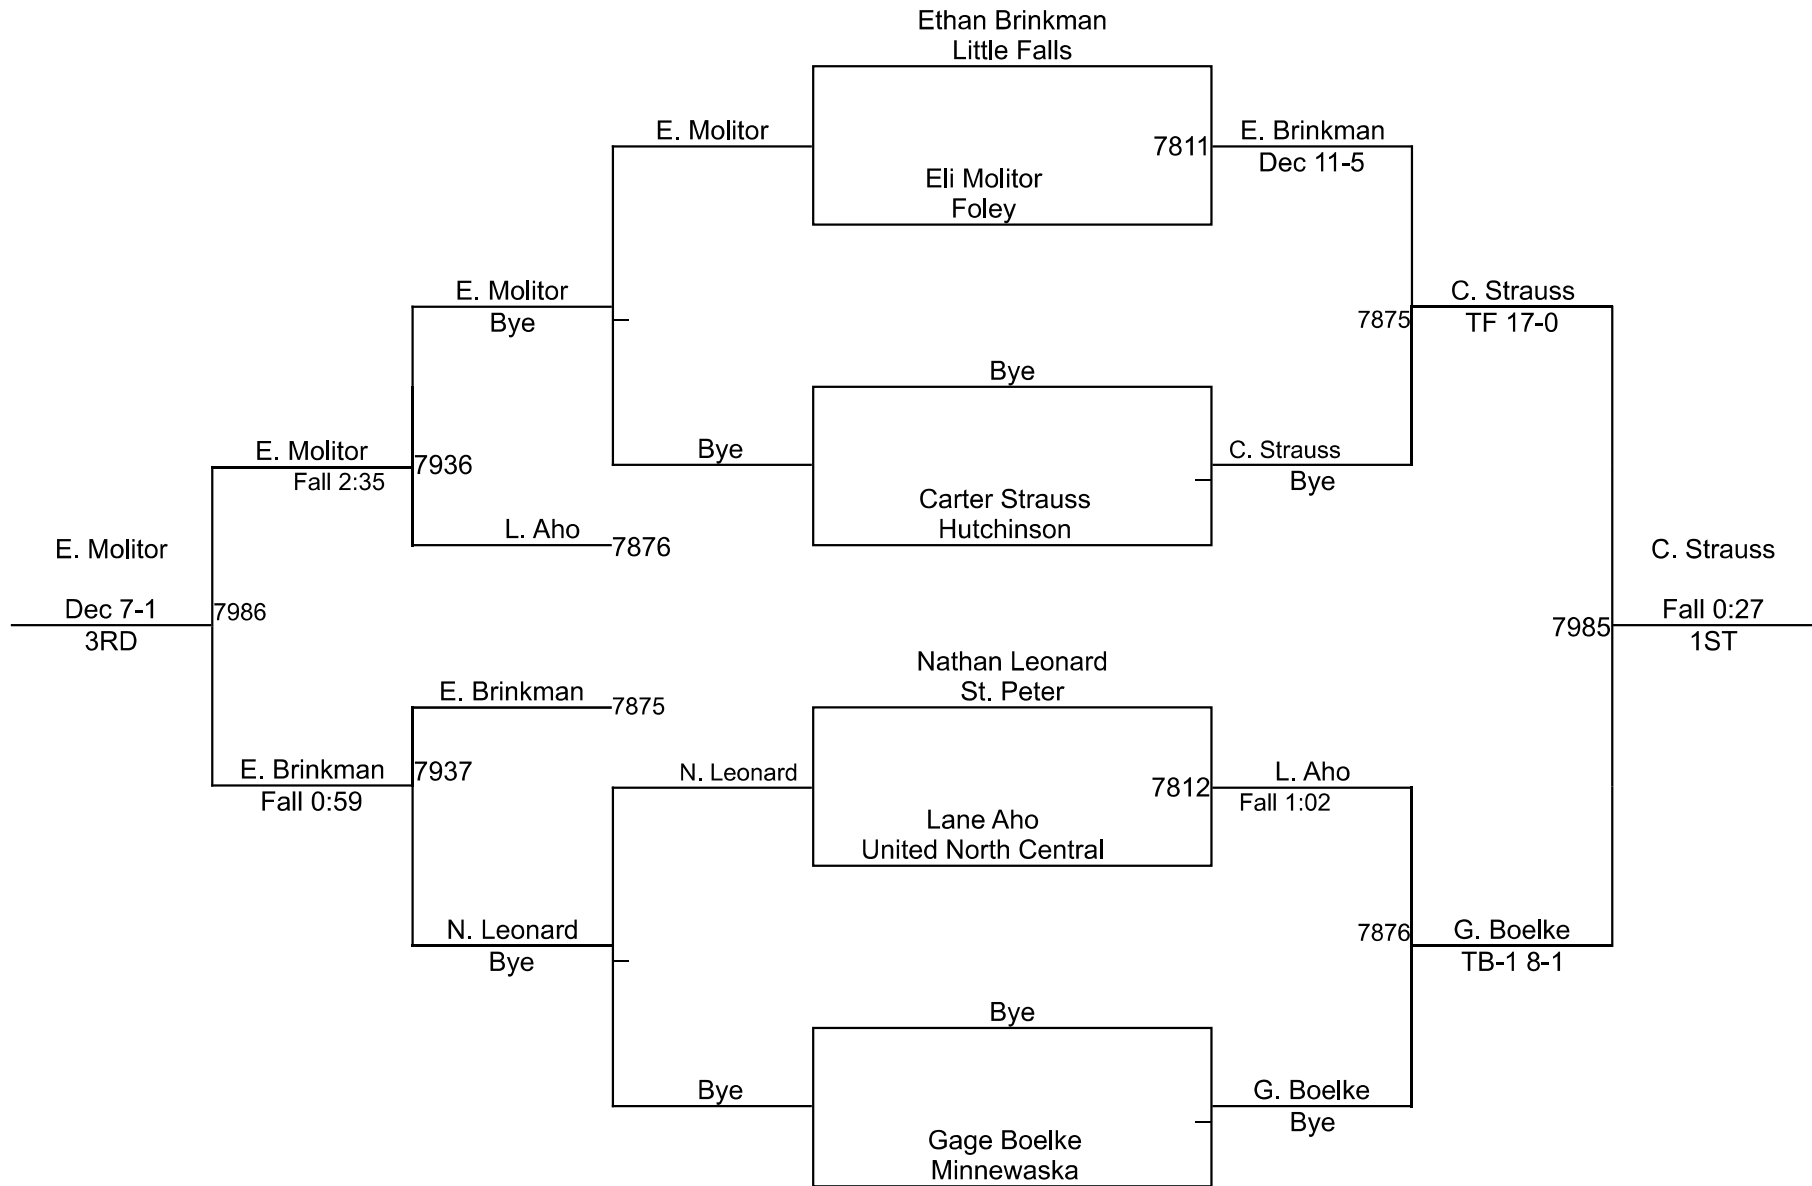 Ethan Brinkman
Little Falls
E. Molitor
7811
E. Brinkman
Dec 11-5
Eli Molitor
Foley
E. Molitor
Bye
7875
C. Strauss
TF 17-0
Bye
E. Molitor
Fall 2:35
7936
Bye
C. Strauss
Bye
Carter Strauss
Hutchinson
L. Aho
7876
E. Molitor
Dec 7-1
3RD
7986
C. Strauss
Fall 0:27
1ST
7985
Nathan Leonard
St. Peter
E. Brinkman
7875
E. Brinkman
Fall 0:59
7937
N. Leonard
7812
L. Aho
Fall 1:02
Lane Aho
United North Central
N. Leonard
Bye
7876
G. Boelke
TB-1 8-1
Bye
Bye
G. Boelke
Bye
Gage Boelke
Minnewaska